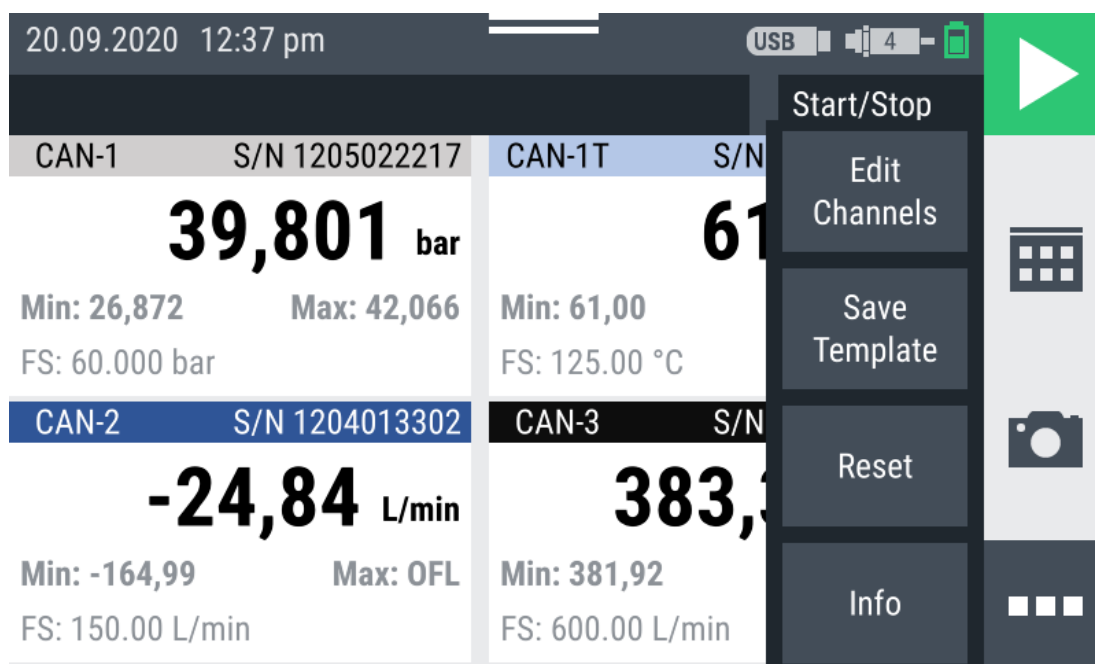 20.09.2020 12:37 pm USB 4
Start/Stop
CAN-1 S/N 1205022217
39,801 bar
Min: 26,872 Max: 42,066
FS: 60.000 bar
CAN-1T S/N
61
Min: 61,00
FS: 125.00 °C
CAN-2 S/N 1204013302
-24,84 L/min
Min: -164,99 Max: OFL
FS: 150.00 L/min
CAN-3 S/N
383,
Min: 381,92
FS: 600.00 L/min
Edit
Channels
Save
Template
Reset
Info